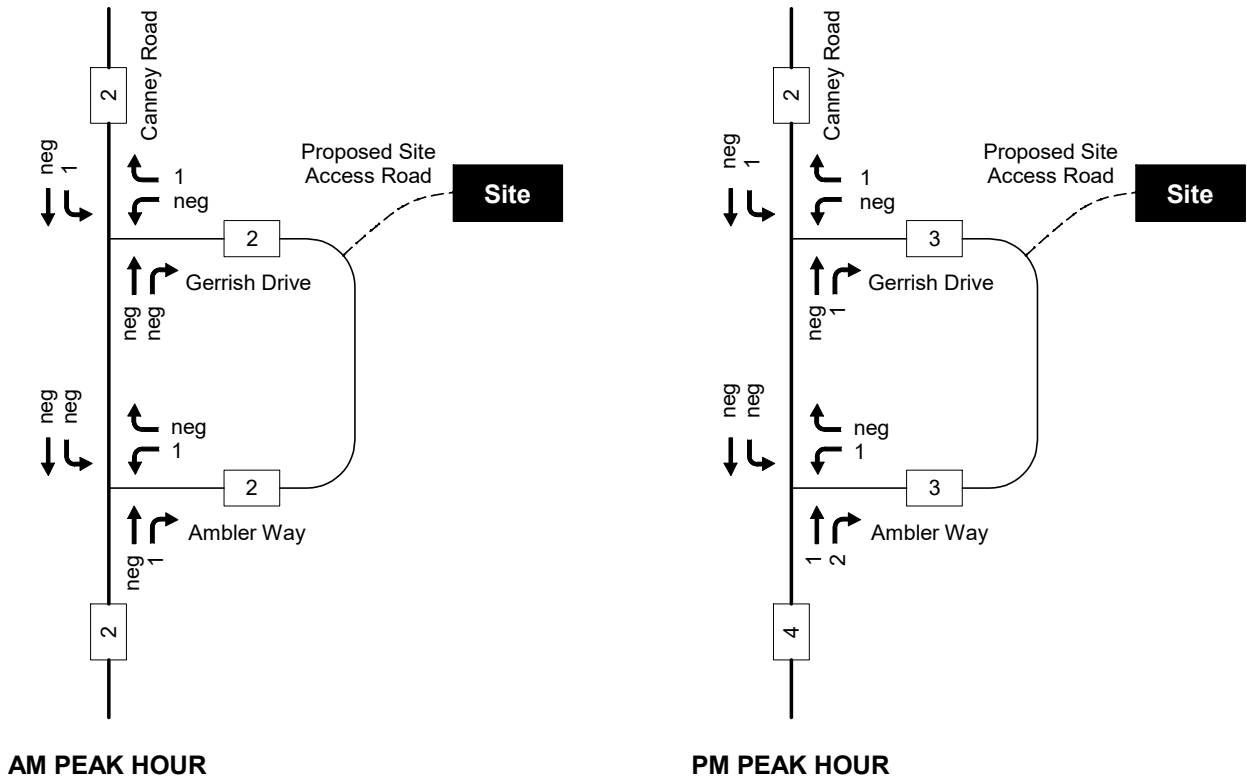 2
Canney Road
neg
1
1
neg
Proposed Site
Access Road
Site
2
Gerrish Drive
neg
neg
neg
neg
neg
1
2
Ambler Way
neg
1
2
AM PEAK HOUR
2
Canney Road
neg
1
1
neg
Proposed Site
Access Road
Site
3
Gerrish Drive
neg
1
neg
neg
neg
1
3
Ambler Way
1
2
4
PM PEAK HOUR